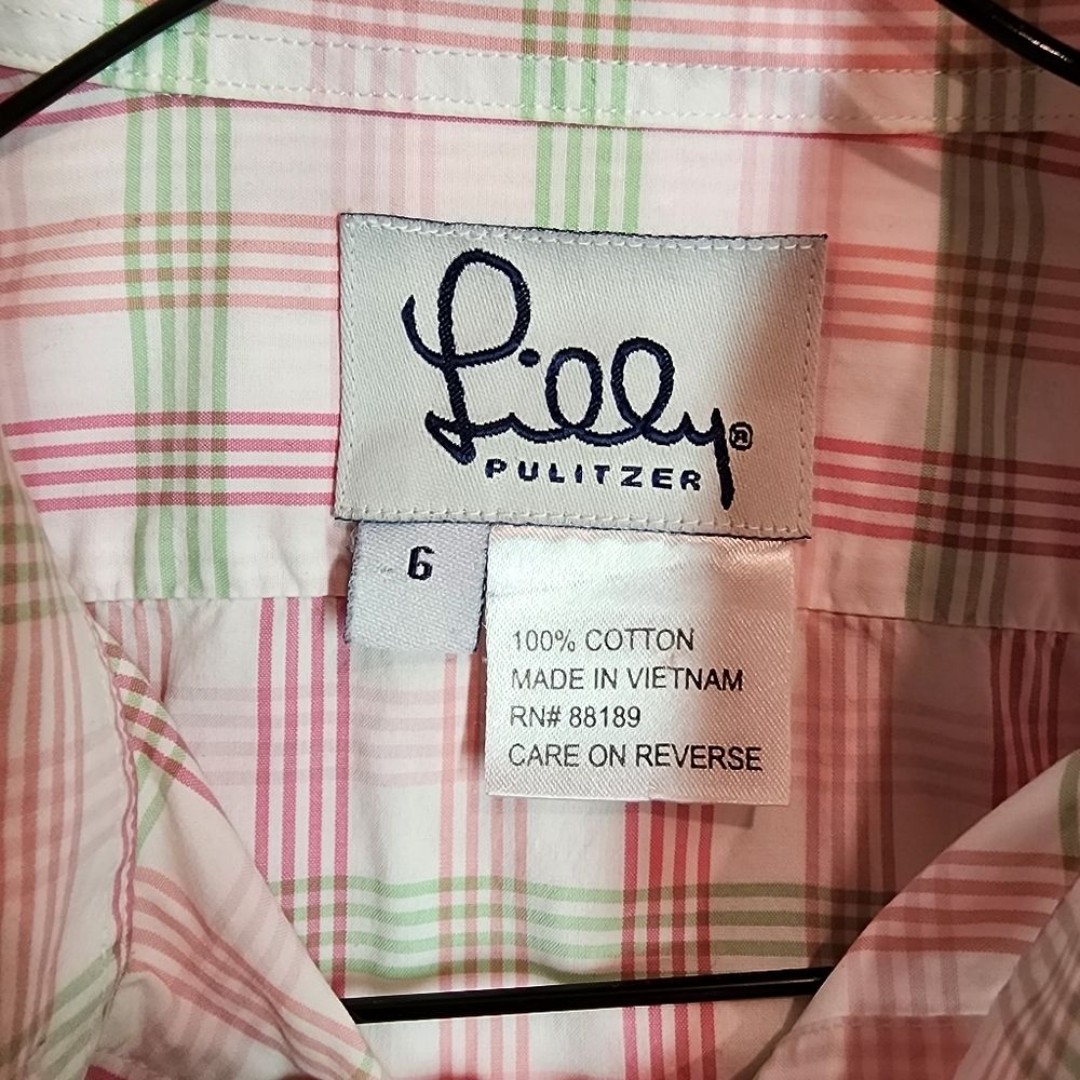 Lilly®
PULITZER
6
100% COTTON
MADE IN VIETNAM
RN# 88189
CARE ON REVERSE